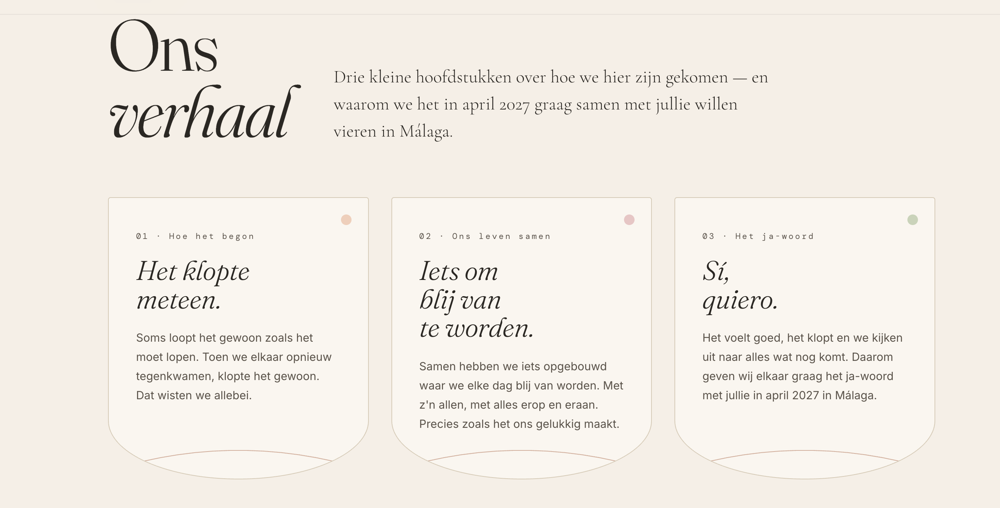 Ons
verhaal
Drie kleine hoofdstukken over hoe we hier zijn gekomen — en
waarom we het in april 2027 graag samen met jullie willen
vieren in Málaga.
01 · Hoe het begon
Het klopte
meteen.
Soms loopt het gewoon zoals het
moet lopen. Toen we elkaar opnieuw
tegenkwamen, klopte het gewoon.
Dat wisten we allebei.
02 · Ons leven samen
Iets om
blij van
te worden.
Samen hebben we iets opgebouwd
waar we elke dag blij van worden. Met
z'n allen, met alles erop en eraan.
Precies zoals het ons gelukkig maakt.
03 · Het ja-woord
Sí,
quiero.
Het voelt goed, het klopt en we kijken
uit naar alles wat nog komt. Daarom
geven wij elkaar graag het ja-woord
met jullie in april 2027 in Málaga.